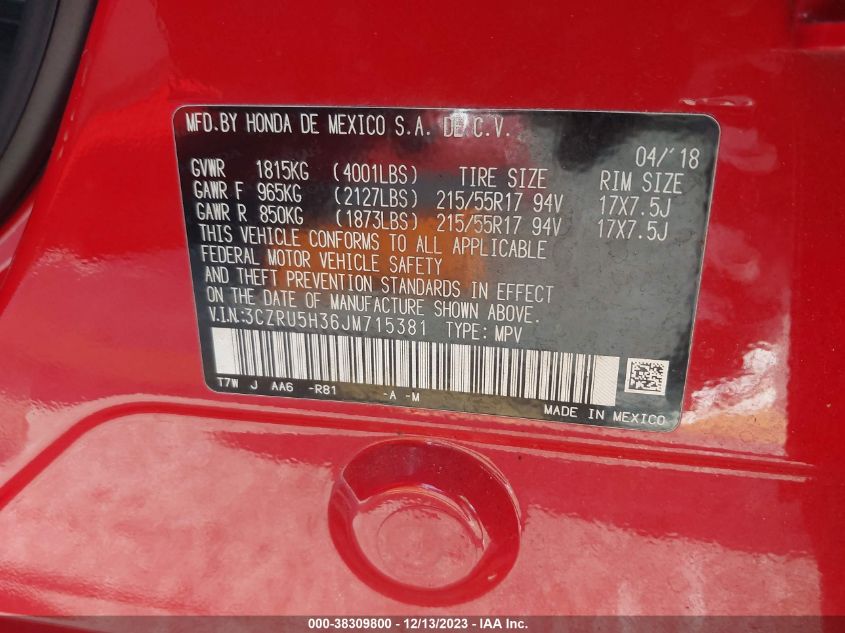 MFD.BY HONDA DE MEXICO S.A. DE C.V.
04/'18
GVWR 1815KG (4001LBS) TIRE SIZE RIM SIZE
GAWR F 965KG (2127LBS) 215/55R17 94V 17X7.5J
GAWR R 850KG (1873LBS) 215/55R17 94V 17X7.5J
THIS VEHICLE CONFORMS TO ALL APPLICABLE
FEDERAL MOTOR VEHICLE SAFETY
AND THEFT PREVENTION STANDARDS IN EFFECT
ON THE DATE OF MANUFACTURE SHOWN ABOVE.
V.I.N:3CZRU5H36JM715381 TYPE: MPV
T7W J AA6 -R81 -A -M
MADE IN MEXICO
000-38309800 - 12/13/2023 - IAA Inc.